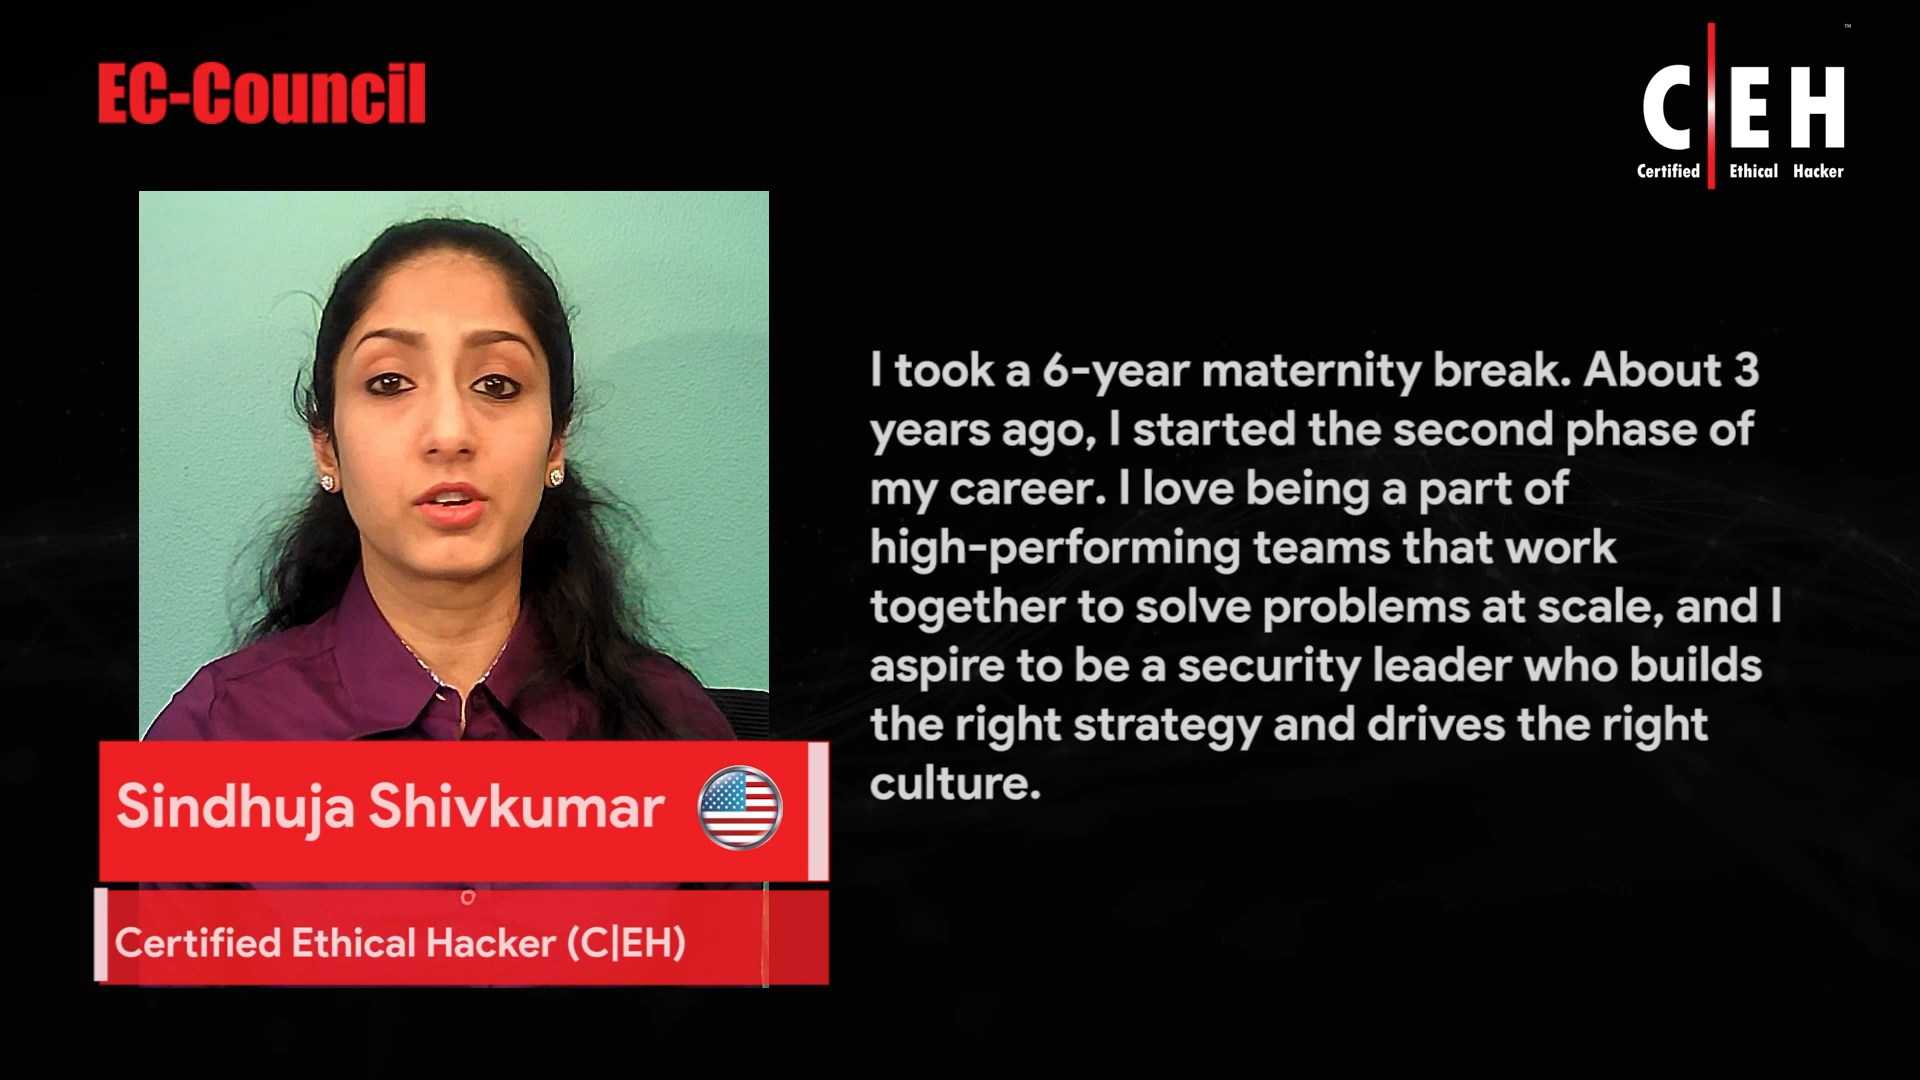 EC-Council
C|EH
™
Certified Ethical Hacker
I took a 6-year maternity break. About 3
years ago, I started the second phase of
my career. I love being a part of
high-performing teams that work
together to solve problems at scale, and I
aspire to be a security leader who builds
the right strategy and drives the right
culture.
Sindhuja Shivkumar
Certified Ethical Hacker (C|EH)